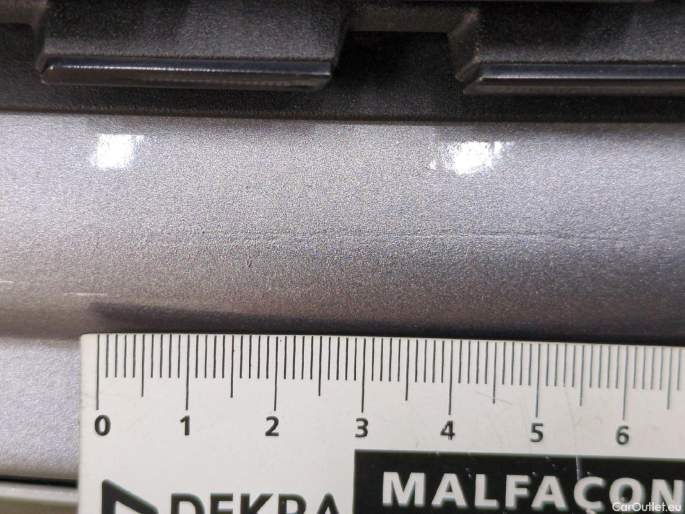 0 1 2 3 4 5 6
DEKRA MALFAÇON
CarOutlet.eu